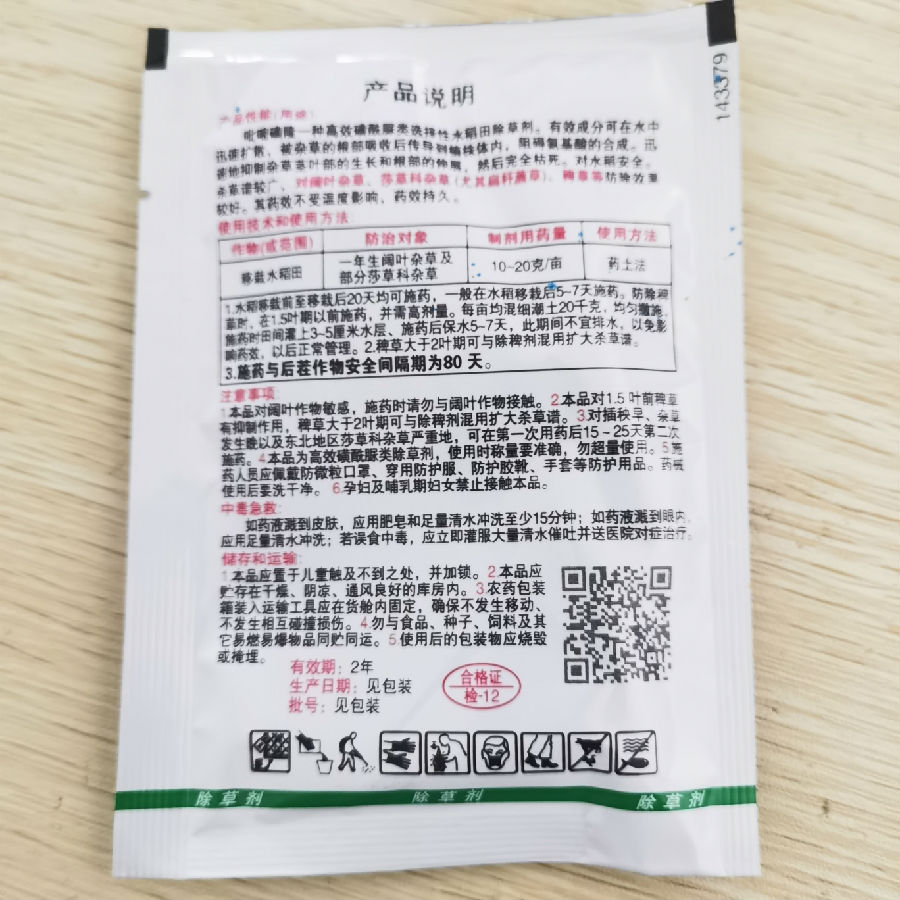 143379
产品说明
产品性能(用途):
吡嘧磺隆一种高效磺酰脲类选择性水稻田除草剂。有效成分可在水中
迅速扩散，被杂草的根部吸收后传导到植株体内，阻碍氨基酸的合成。迅
速地抑制杂草茎叶部的生长和根部的伸展，然后完全枯死。对水稻安全。
杀草谱较广、对阔叶杂草、莎草科杂草(尤其扁秆藨草)、稗草等防除效果
较好。其药效不受温度影响、药效持久。
使用技术和使用方法:
作物(或范围) 防治对象 制剂用药量 使用方法
移栽水稻田 一年生阔叶杂草及 10~20克/亩 药土法
部分莎草科杂草
1.水稻移栽前至移栽后20天均可施药，一般在水稻移栽后5-7天施药。防除稗
草时，在1.5叶期以前施药，并需高剂量。每亩均混细潮土20千克，均匀撒施。
施药时田间灌上3-5厘米水层、施药后保水5-7天，此期间不宜排水，以免影
响药效，以后正常管理。2.稗草大于2叶期可与除稗剂混用扩大杀草谱。
3.施药与后茬作物安全间隔期为80 天。
注意事项
1.本品对阔叶作物敏感，施药时请勿与阔叶作物接触。2.本品对1.5 叶前稗草
有抑制作用，稗草大于2叶期可与除稗剂混用扩大杀草谱。3.对插秧早、杂草
发生晚以及东北地区莎草科杂草严重地，可在第一次用药后15~25天第二次
施药。4.本品为高效磺酰脲类除草剂，使用时称量要准确，勿超量使用。5.施
药人员应佩戴防微粒口罩、穿用防护服、防护胶靴、手套等防护用品。药械
使用后要洗干净。6.孕妇及哺乳期妇女禁止接触本品。
中毒急救:
如药液溅到皮肤，应用肥皂和足量清水冲洗至少15分钟；如药液溅到眼内，
应用足量清水冲洗；若误食中毒，应立即灌服大量清水催吐并送医院对症治疗。
储存和运输:
1.本品应置于儿童触及不到之处，并加锁。2.本品应
贮存在干燥、阴凉、通风良好的库房内。3.农药包装
箱装入运输工具应在货舱内固定，确保不发生移动、
不发生相互碰撞损伤。4.勿与食品、种子、饲料及其
它易燃易爆物品同贮同运。5.使用后的包装物应烧毁
或掩埋。
有效期：2年
生产日期：见包装
批号：见包装
合格证
检-12
除草剂 除草剂 除草剂